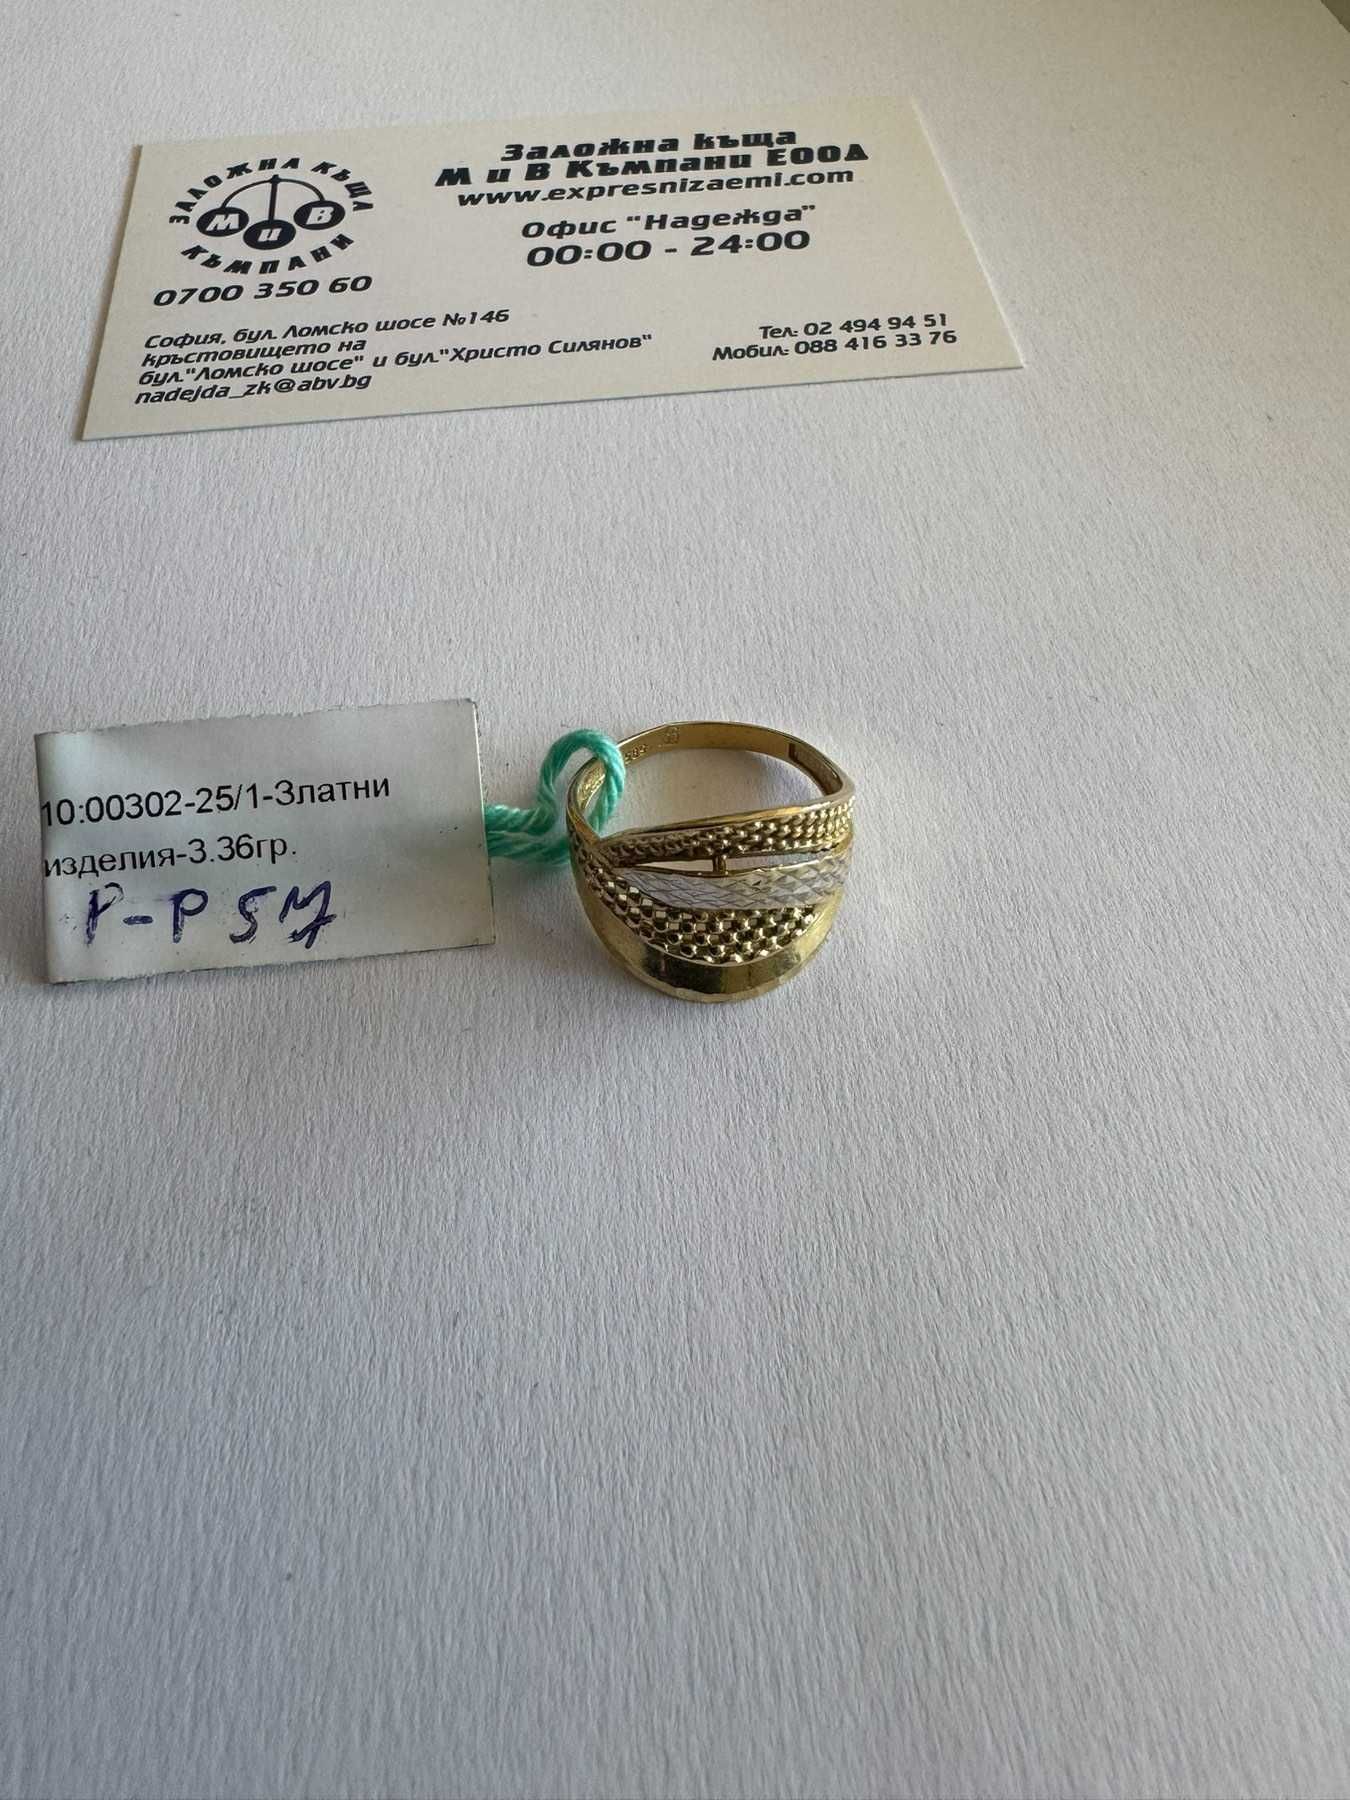 ЗАЛОЖНА КЪЩА
М и В
КЪМПАНИ
0700 350 60
Заложна къща
М и В Къмпани ЕООД
www.expresnizaemi.com
Офис "Надежда"
00:00 - 24:00
София, бул. Ломско шосе №146
кръстовището на
бул."Ломско шосе" и бул."Христо Силянов"
nadejda_zk@abv.bg
Тел: 02 494 94 51
Мобил: 088 416 33 76
10:00302-25/1-Златни
изделия-3.36гр.
Р-Р 57
585